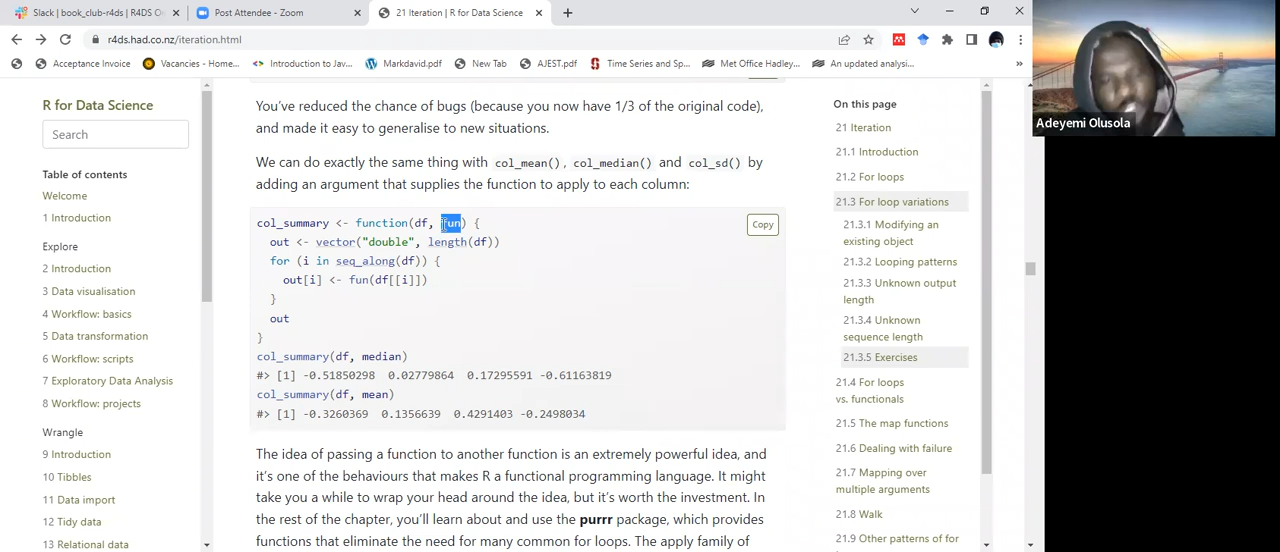 Slack | book_club-r4ds | R4DS O
Post Attendee - Zoom
21 Iteration | R for Data Science
r4ds.had.co.nz/iteration.html
Acceptance Invoice
Vacancies - Home...
Introduction to Jav...
Markdavid.pdf
New Tab
AJEST.pdf
Time Series and Sp...
Met Office Hadley...
An updated analysi...
»
R for Data Science
Search
Table of contents
Welcome
1 Introduction
Explore
2 Introduction
3 Data visualisation
4 Workflow: basics
5 Data transformation
6 Workflow: scripts
7 Exploratory Data Analysis
8 Workflow: projects
Wrangle
9 Introduction
10 Tibbles
11 Data import
12 Tidy data
13 Relational data
You've reduced the chance of bugs (because you now have 1/3 of the original code),
and made it easy to generalise to new situations.
We can do exactly the same thing with col_mean(), col_median() and col_sd() by
adding an argument that supplies the function to apply to each column:
Copy
col_summary <- function(df, fun) {
out <- vector("double", length(df))
for (i in seq_along(df)) {
out[i] <- fun(df[[i]])
}
out
}
col_summary(df, median)
#> [1] -0.51850298 0.02779864 0.17295591 -0.61163819
col_summary(df, mean)
#> [1] -0.3260369 0.1356639 0.4291403 -0.2498034
The idea of passing a function to another function is an extremely powerful idea, and
it's one of the behaviours that makes R a functional programming language. It might
take you a while to wrap your head around the idea, but it's worth the investment. In
the rest of the chapter, you'll learn about and use the purrr package, which provides
functions that eliminate the need for many common for loops. The apply family of
On this page
21 Iteration
21.1 Introduction
21.2 For loops
21.3 For loop variations
21.3.1 Modifying an
existing object
21.3.2 Looping patterns
21.3.3 Unknown output
length
21.3.4 Unknown
sequence length
21.3.5 Exercises
21.4 For loops
vs. functionals
21.5 The map functions
21.6 Dealing with failure
21.7 Mapping over
multiple arguments
21.8 Walk
21.9 Other patterns of for
Adeyemi Olusola